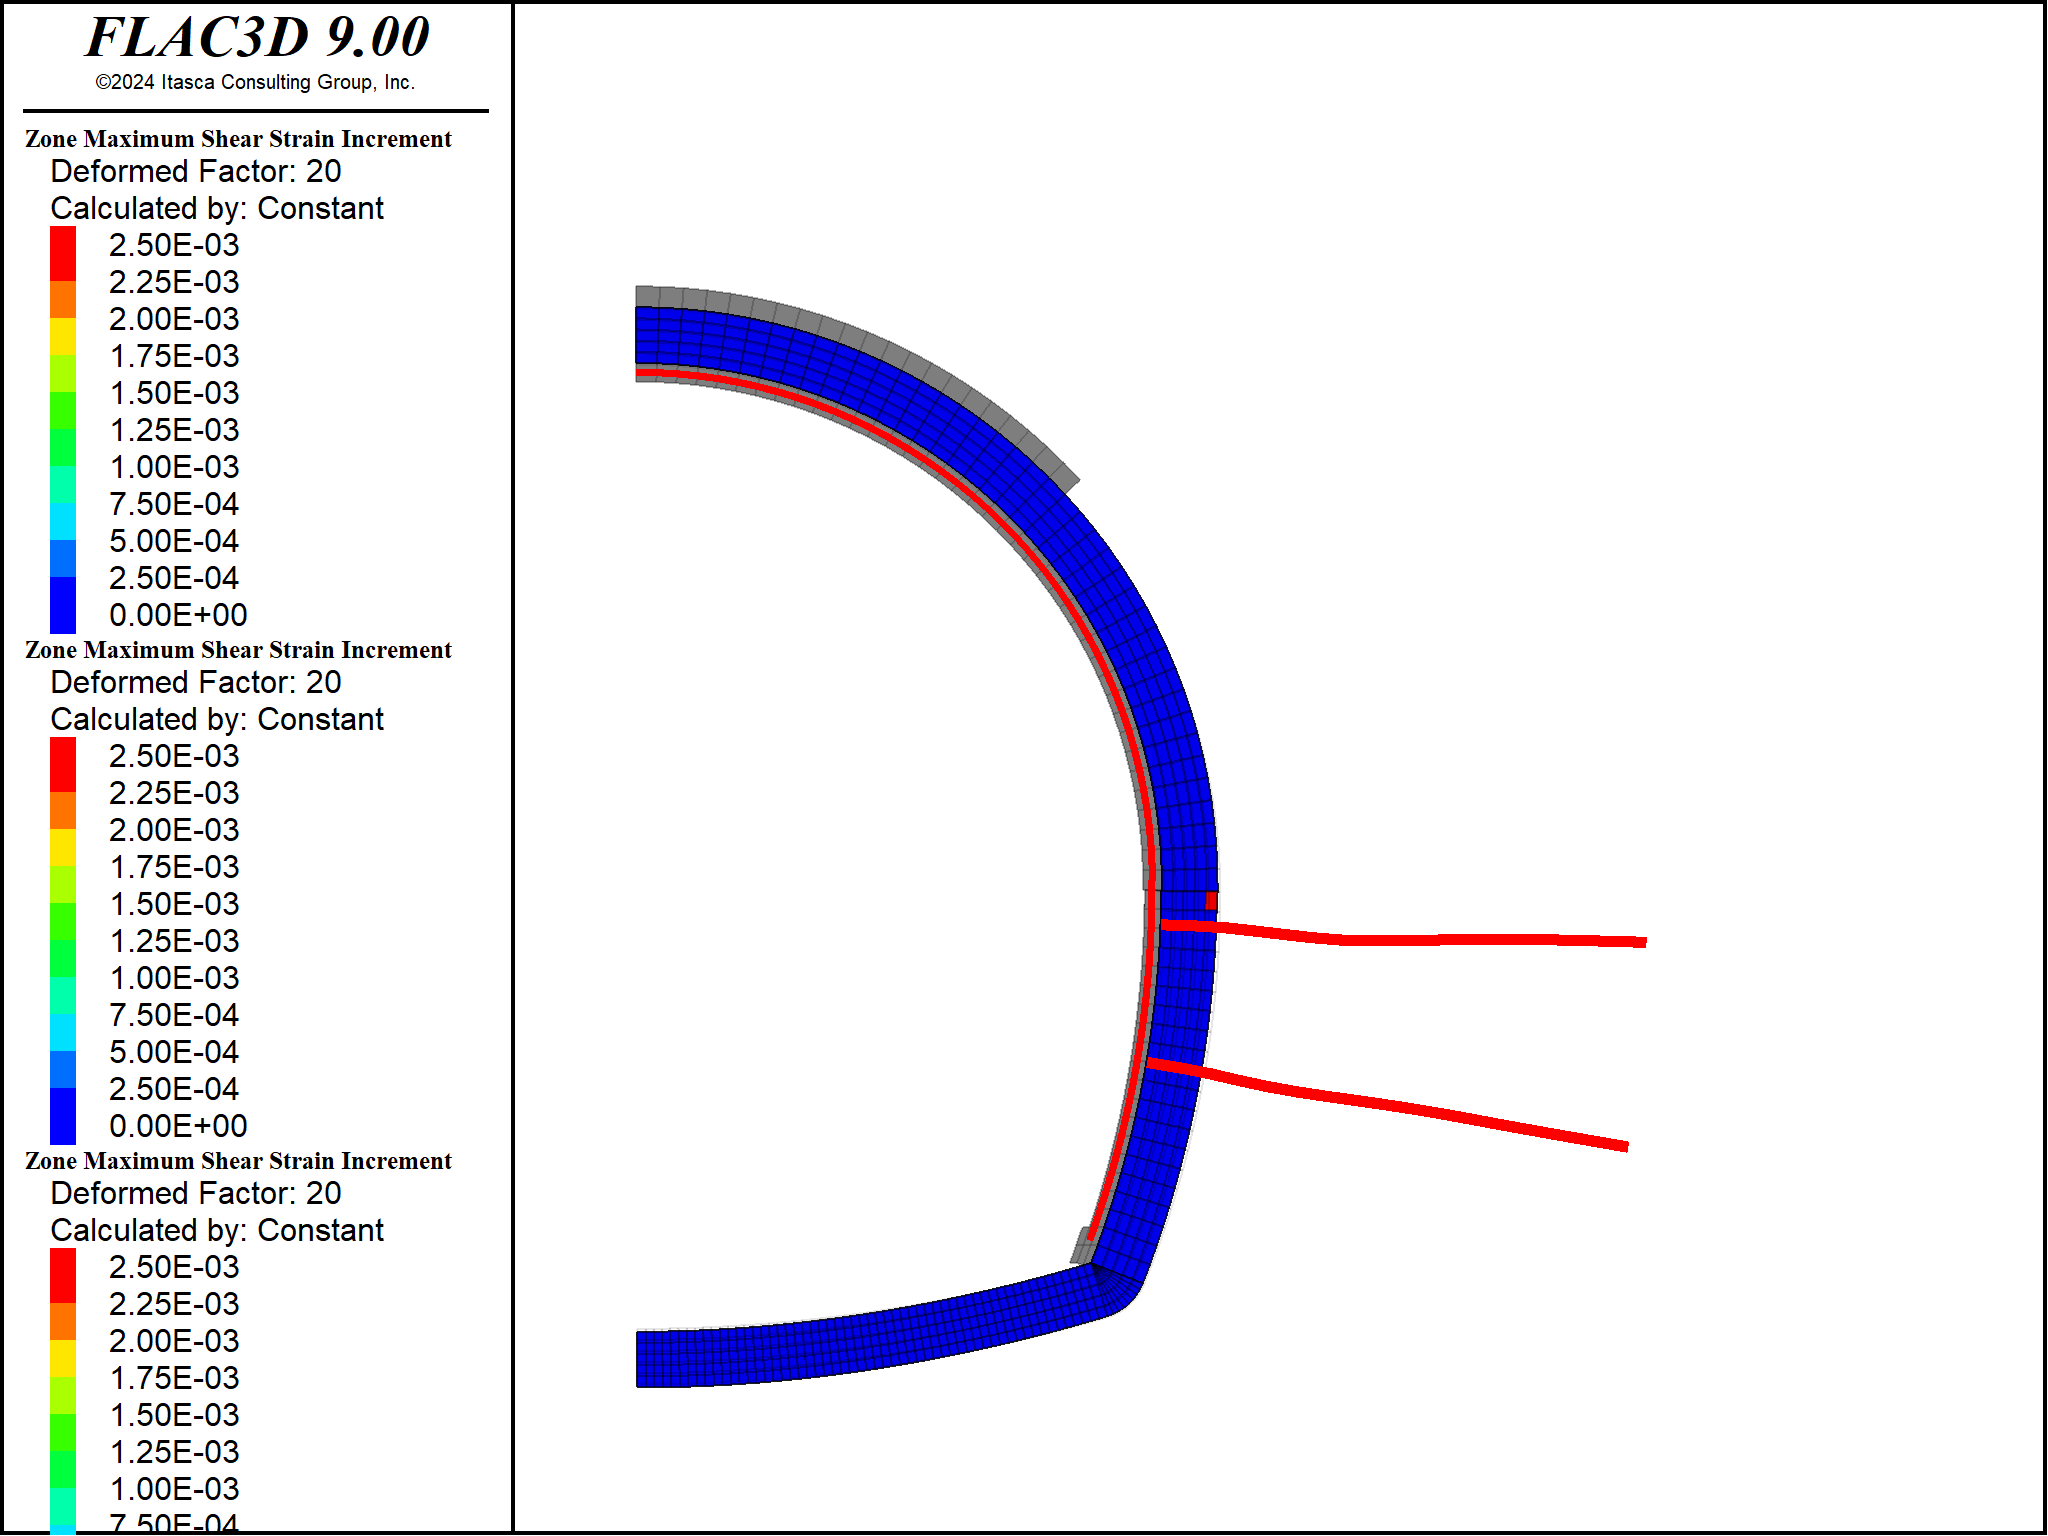 FLAC3D 9.00
©2024 Itasca Consulting Group, Inc.
Zone Maximum Shear Strain Increment
Deformed Factor: 20
Calculated by: Constant
2.50E-03
2.25E-03
2.00E-03
1.75E-03
1.50E-03
1.25E-03
1.00E-03
7.50E-04
5.00E-04
2.50E-04
0.00E+00
Zone Maximum Shear Strain Increment
Deformed Factor: 20
Calculated by: Constant
2.50E-03
2.25E-03
2.00E-03
1.75E-03
1.50E-03
1.25E-03
1.00E-03
7.50E-04
5.00E-04
2.50E-04
0.00E+00
Zone Maximum Shear Strain Increment
Deformed Factor: 20
Calculated by: Constant
2.50E-03
2.25E-03
2.00E-03
1.75E-03
1.50E-03
1.25E-03
1.00E-03
7.50E-04